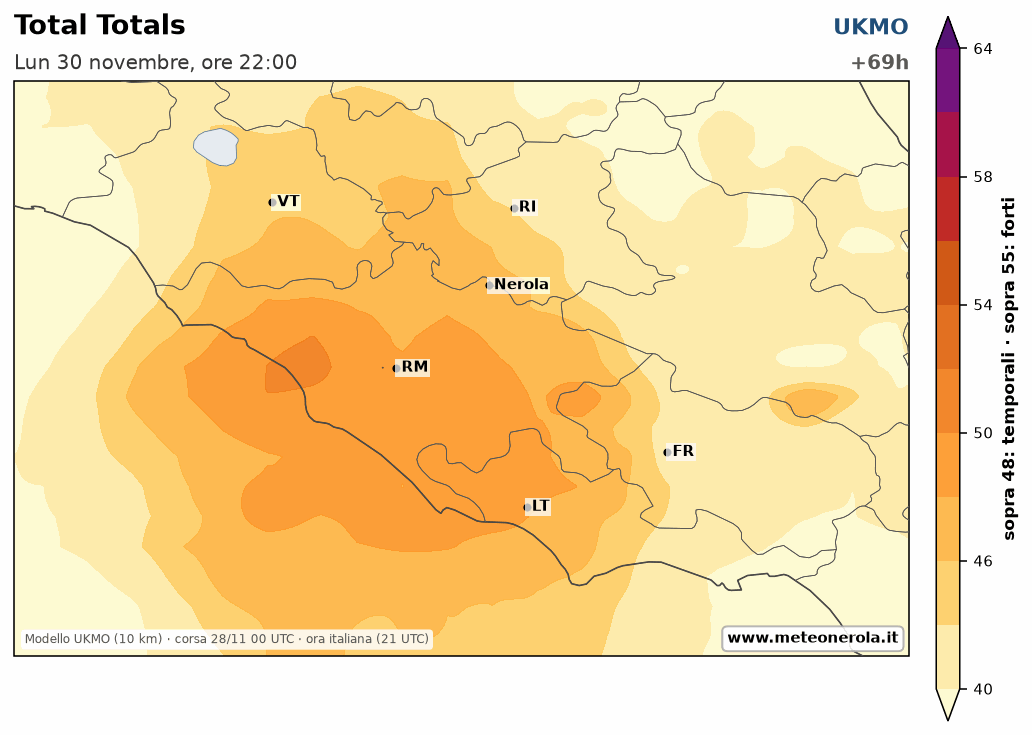 Total Totals
UKMO
Lun 30 novembre, ore 22:00
+69h
VT
RI
Nerola
RM
FR
LT
Modello UKMO (10 km) · corsa 28/11 00 UTC · ora italiana (21 UTC)
www.meteonerola.it
64
58
54
50
46
40
sopra 48: temporali · sopra 55: forti